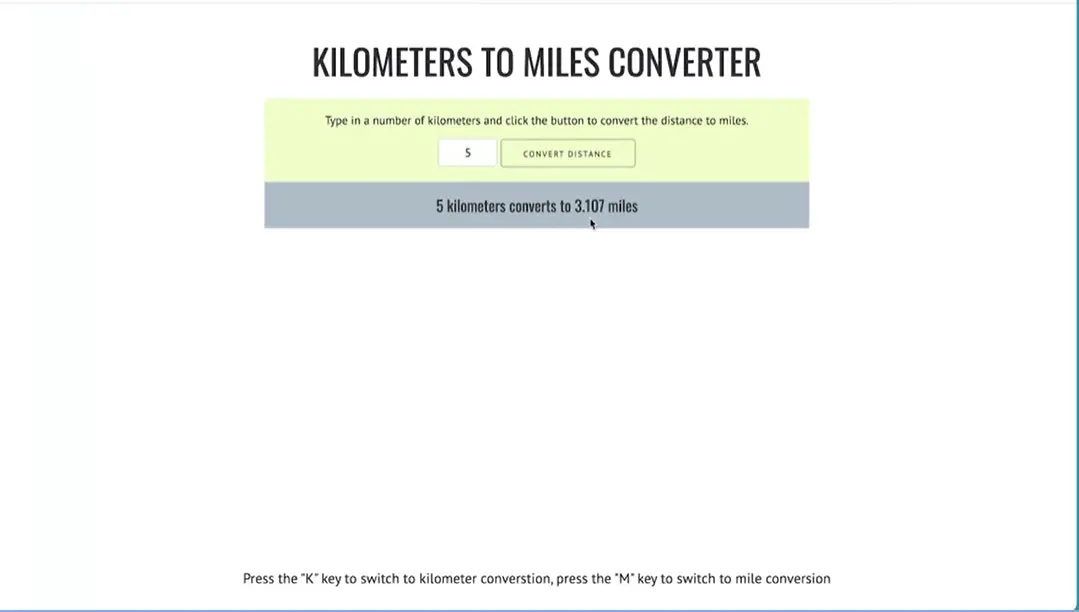 KILOMETERS TO MILES CONVERTER
Type in a number of kilometers and click the button to convert the distance to miles.
5 CONVERT DISTANCE
5 kilometers converts to 3.107 miles
Press the "K" key to switch to kilometer converstion, press the "M" key to switch to mile conversion